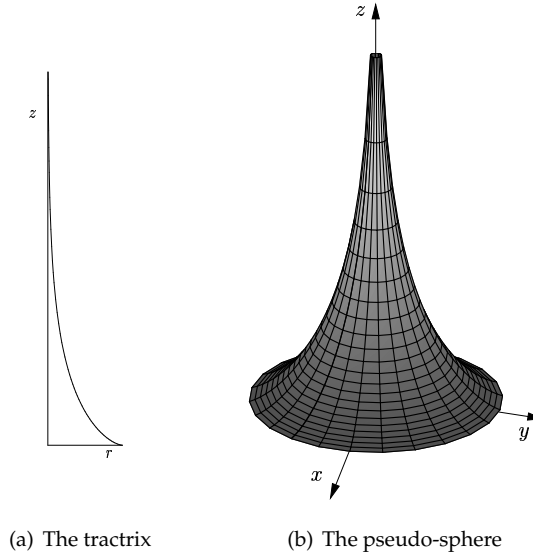 z
z
r
y
x
(a) The tractrix
(b) The pseudo-sphere